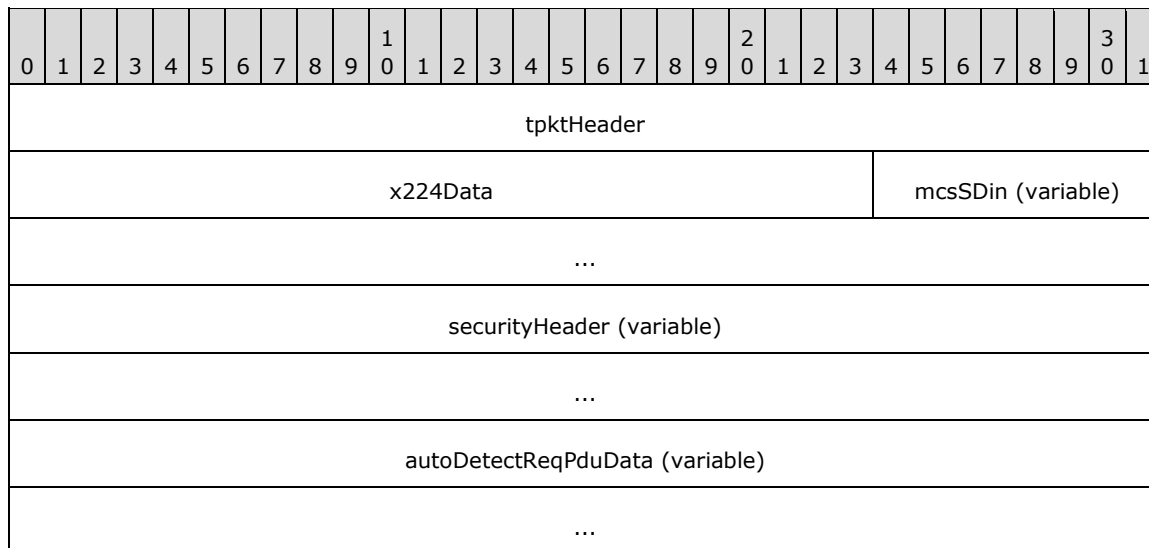 1 2 3
0 1 2 3 4 5 6 7 8 9 0 1 2 3 4 5 6 7 8 9 0 1 2 3 4 5 6 7 8 9 0 1
tpktHeader
x224Data mcsSDin (variable)
...
securityHeader (variable)
...
autoDetectReqPduData (variable)
...